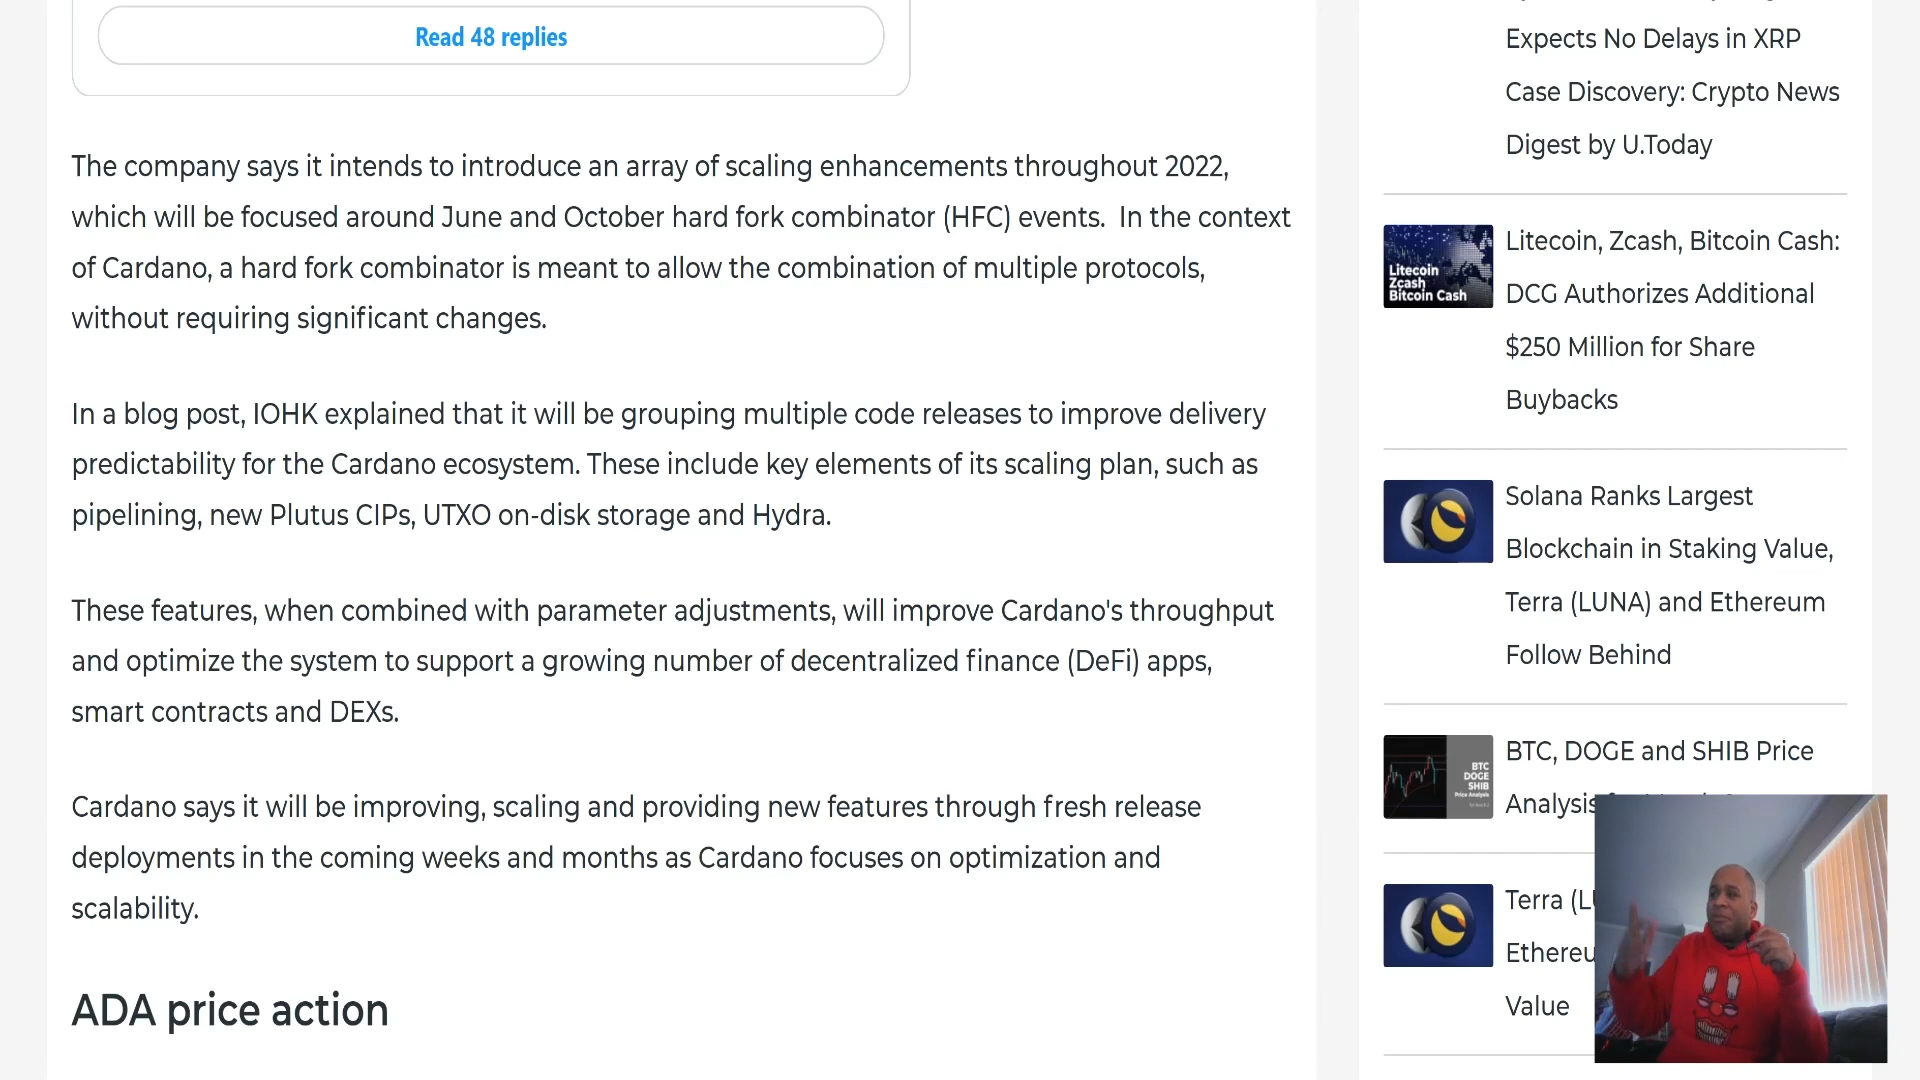 Read 48 replies
The company says it intends to introduce an array of scaling enhancements throughout 2022,
which will be focused around June and October hard fork combinator (HFC) events.  In the context
of Cardano, a hard fork combinator is meant to allow the combination of multiple protocols,
without requiring significant changes.
In a blog post, IOHK explained that it will be grouping multiple code releases to improve delivery
predictability for the Cardano ecosystem. These include key elements of its scaling plan, such as
pipelining, new Plutus CIPs, UTXO on-disk storage and Hydra.
These features, when combined with parameter adjustments, will improve Cardano's throughput
and optimize the system to support a growing number of decentralized finance (DeFi) apps,
smart contracts and DEXs.
Cardano says it will be improving, scaling and providing new features through fresh release
deployments in the coming weeks and months as Cardano focuses on optimization and
scalability.
ADA price action
Expects No Delays in XRP
Case Discovery: Crypto News
Digest by U.Today
Litecoin
Zcash
Bitcoin Cash
Litecoin, Zcash, Bitcoin Cash:
DCG Authorizes Additional
$250 Million for Share
Buybacks
Solana Ranks Largest
Blockchain in Staking Value,
Terra (LUNA) and Ethereum
Follow Behind
BTC
DOGE
SHIB
Price Analysis
BTC, DOGE and SHIB Price
Analysis
Terra (L
Ethereu
Value